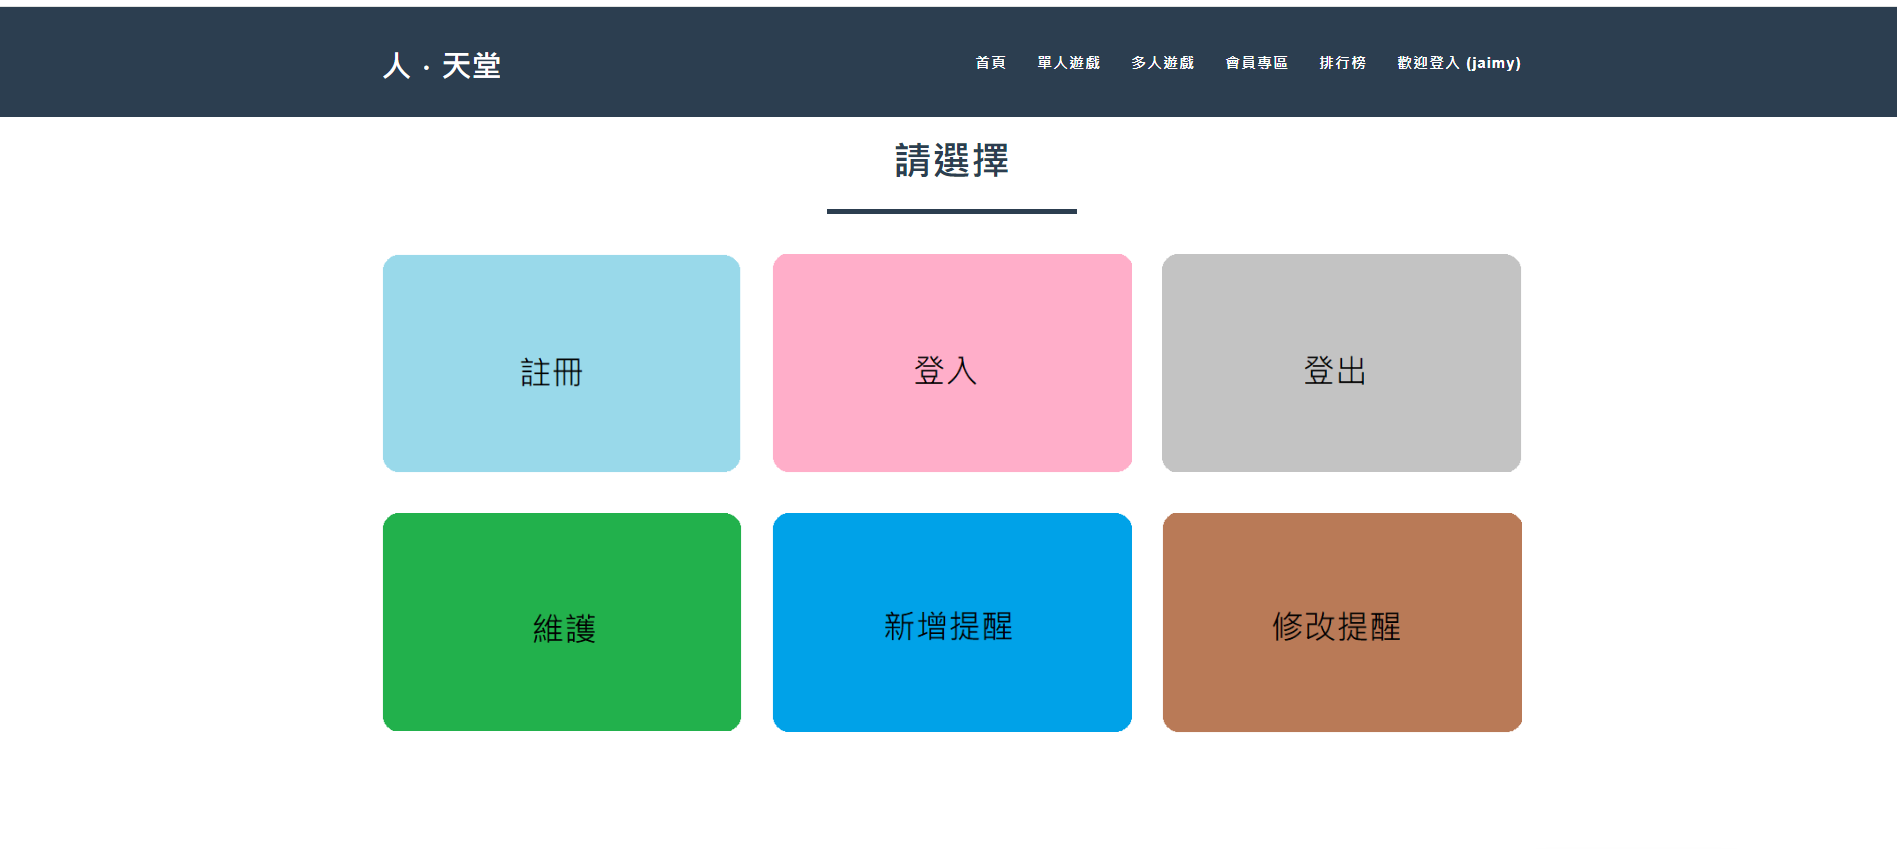 人．天堂
首頁 單人遊戲 多人遊戲 會員專區 排行榜 歡迎登入 (jaimy)
請選擇
註冊 登入 登出
維護 新增提醒 修改提醒